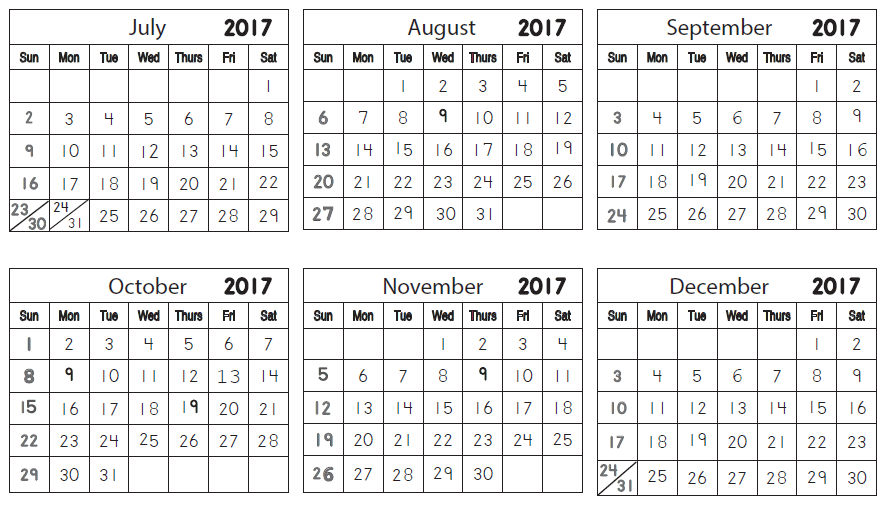 July 2017
Sun Mon Tue Wed Thurs Fri Sat
1
2 3 4 5 6 7 8
9 10 11 12 13 14 15
16 17 18 19 20 21 22
23/30 24/31 25 26 27 28 29
August 2017
Sun Mon Tue Wed Thurs Fri Sat
1 2 3 4 5
6 7 8 9 10 11 12
13 14 15 16 17 18 19
20 21 22 23 24 25 26
27 28 29 30 31
September 2017
Sun Mon Tue Wed Thurs Fri Sat
1 2
3 4 5 6 7 8 9
10 11 12 13 14 15 16
17 18 19 20 21 22 23
24 25 26 27 28 29 30
October 2017
Sun Mon Tue Wed Thurs Fri Sat
1 2 3 4 5 6 7
8 9 10 11 12 13 14
15 16 17 18 19 20 21
22 23 24 25 26 27 28
29 30 31
November 2017
Sun Mon Tue Wed Thurs Fri Sat
1 2 3 4
5 6 7 8 9 10 11
12 13 14 15 16 17 18
19 20 21 22 23 24 25
26 27 28 29 30
December 2017
Sun Mon Tue Wed Thurs Fri Sat
1 2
3 4 5 6 7 8 9
10 11 12 13 14 15 16
17 18 19 20 21 22 23
24/31 25 26 27 28 29 30